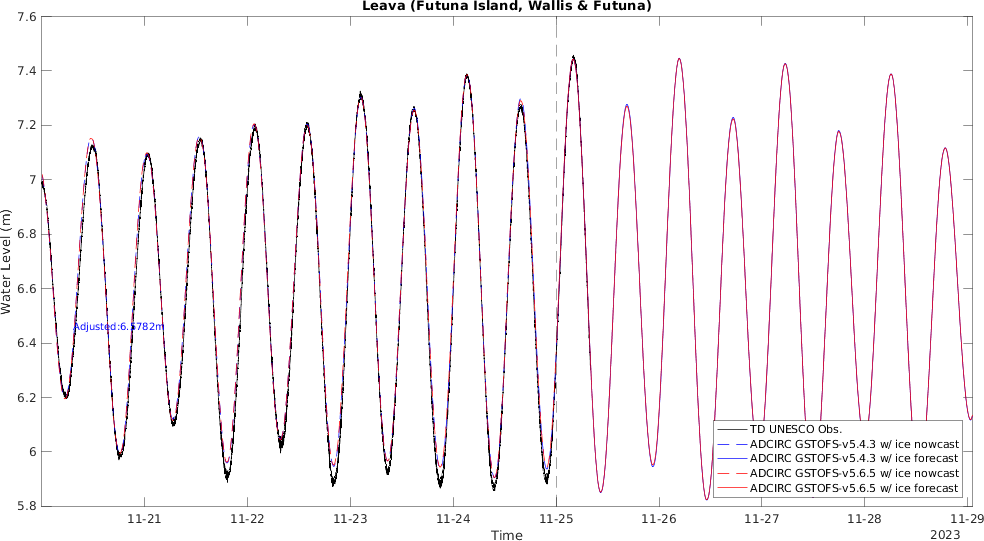 Leava (Futuna Island, Wallis & Futuna)
7.6
7.4
7.2
7
6.8
6.6
6.4
6.2
6
5.8
Water Level (m)
Adjusted:6.5782m
TD UNESCO Obs.
ADCIRC GSTOFS-v5.4.3 w/ ice nowcast
ADCIRC GSTOFS-v5.4.3 w/ ice forecast
ADCIRC GSTOFS-v5.6.5 w/ ice nowcast
ADCIRC GSTOFS-v5.6.5 w/ ice forecast
11-21
11-22
11-23
11-24
11-25
11-26
11-27
11-28
11-29
Time
2023